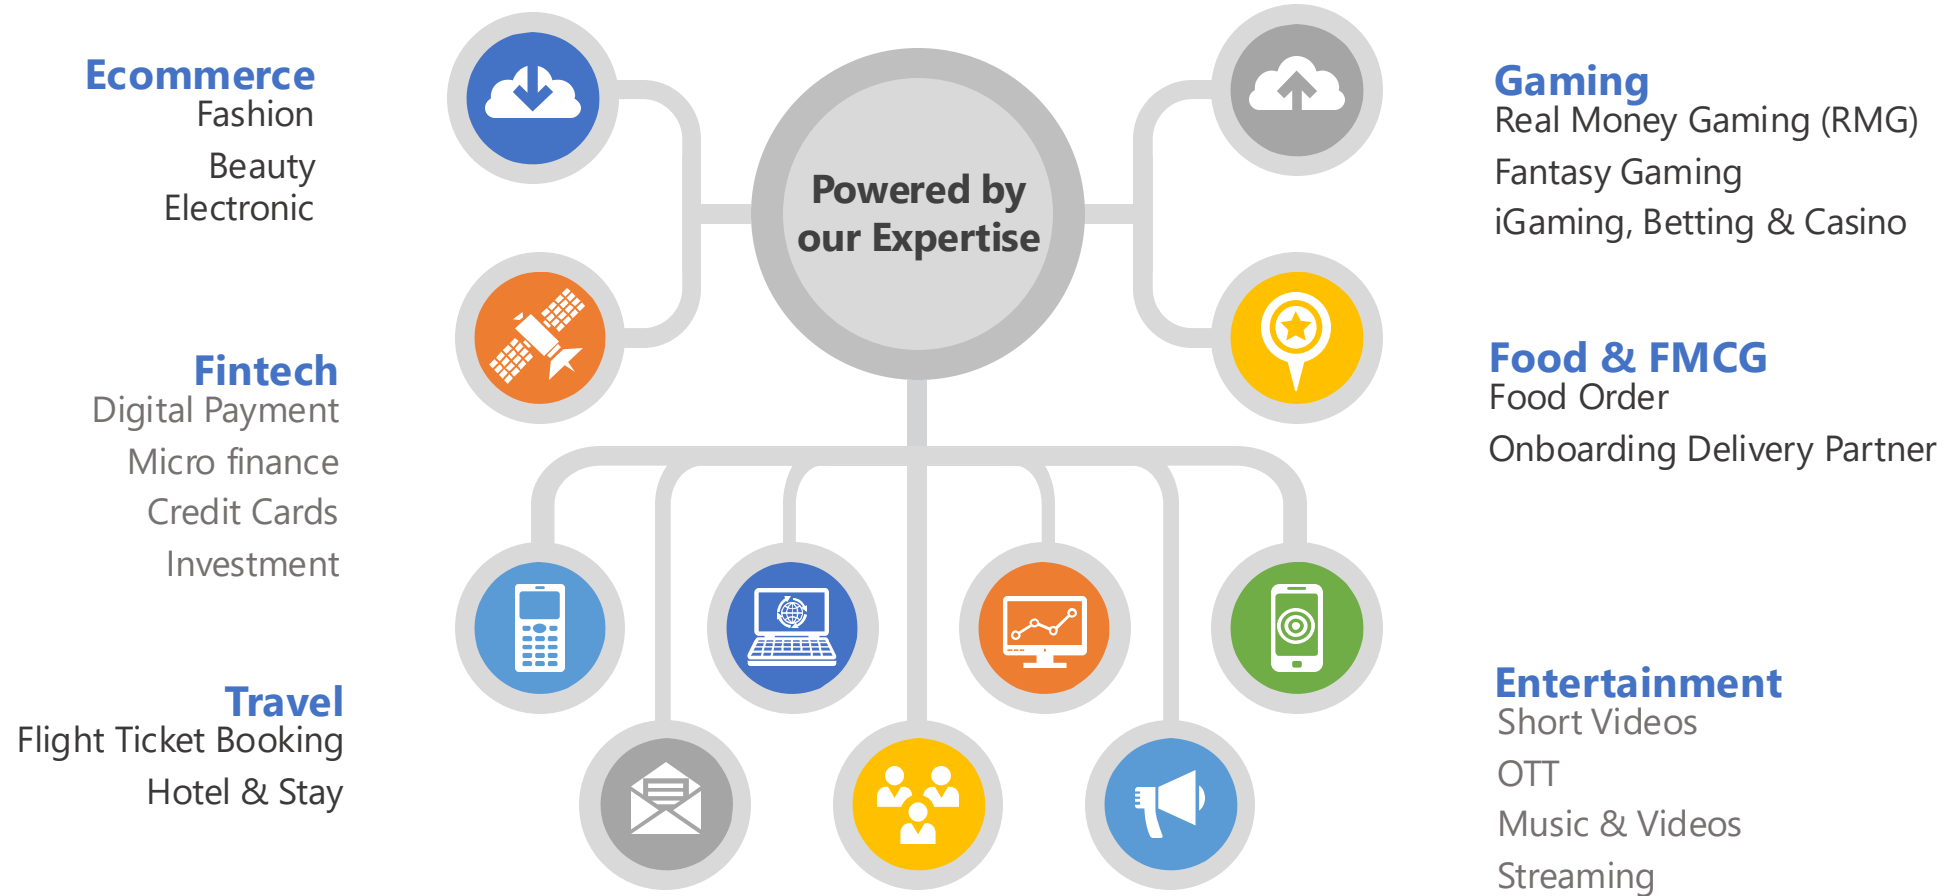 Ecommerce
Fashion
Beauty
Electronic
Fintech
Digital Payment
Micro finance
Credit Cards
Investment
Travel
Flight Ticket Booking
Hotel & Stay
Powered by
our Expertise
Gaming
Real Money Gaming (RMG)
Fantasy Gaming
iGaming, Betting & Casino
Food & FMCG
Food Order
Onboarding Delivery Partner
Entertainment
Short Videos
OTT
Music & Videos
Streaming